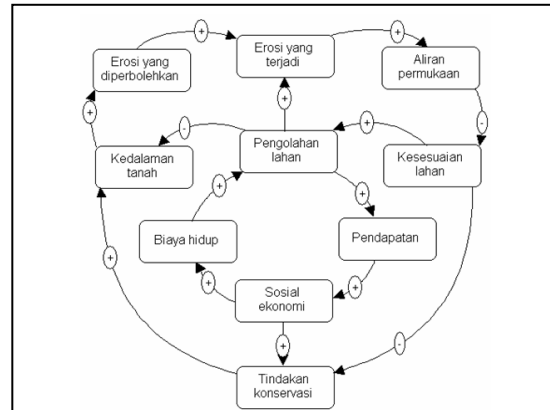 +
Erosi yang
diperbolehkan
Erosi yang
terjadi
+
Aliran
permukaan
+
+
-
-
+
Kedalaman
tanah
Pengolahan
lahan
Kesesuaian
lahan
+
+
Biaya hidup
Pendapatan
+
Sosial
ekonomi
+
+
-
Tindakan
konservasi
+